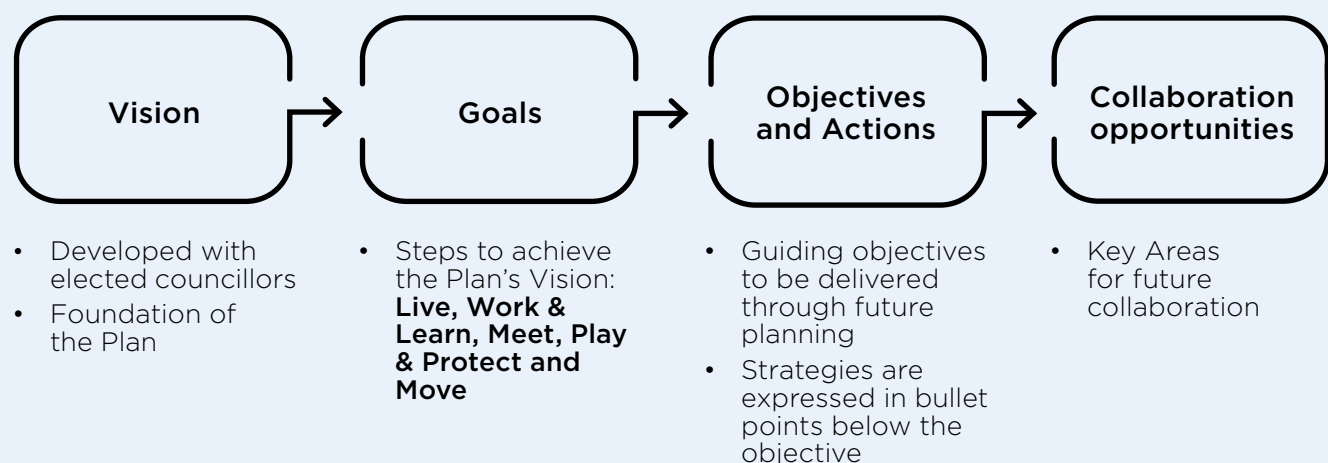 Vision
Goals
Objectives
and Actions
Collaboration
opportunities
• Developed with
elected councillors
• Foundation of
the Plan
• Steps to achieve
the Plan’s Vision:
Live, Work &
Learn, Meet, Play
& Protect and
Move
• Guiding objectives
to be delivered
through future
planning
• Strategies are
expressed in bullet
points below the
objective
• Key Areas
for future
collaboration